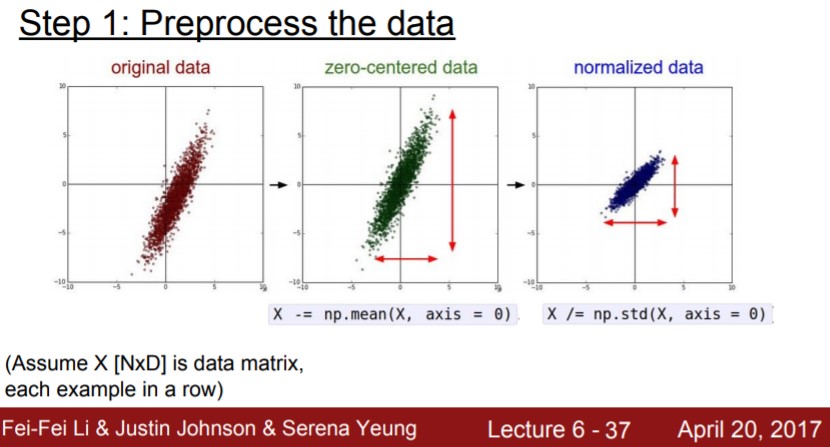 Step 1: Preprocess the data
original data
zero-centered data
normalized data
10
5
0
−5
−10
−10
−5
0
5
10
10
5
0
−5
−10
−10
−5
0
5
10
10
5
0
−5
−10
−10
−5
0
5
10
X -= np.mean(X, axis = 0)
X /= np.std(X, axis = 0)
(Assume X [NxD] is data matrix,
each example in a row)
Fei-Fei Li & Justin Johnson & Serena Yeung
Lecture 6 - 37
April 20, 2017